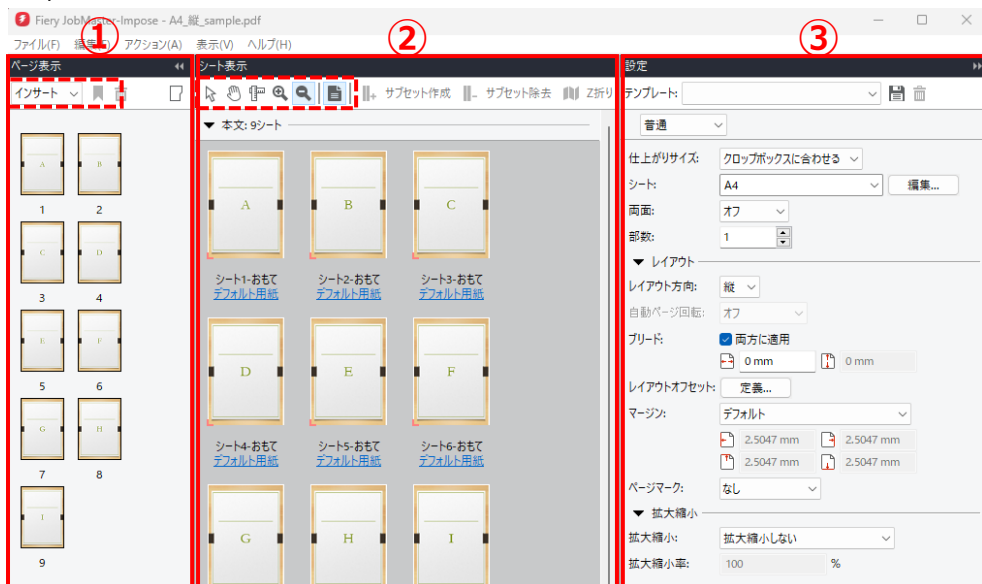 Fiery JobMaster-Impose - A4_縦_sample.pdf
ファイル(F) 編集(E) アクション(A) 表示(V) ヘルプ(H)
① ② ③
ページ表示
インサート
A B
1 2
C D
3 4
E F
5 6
G H
7 8
I
9
シート表示
サブセット作成 サブセット除去 Z折り
本文: 9シート
A B C
シート1-おもて シート2-おもて シート3-おもて
デフォルト用紙 デフォルト用紙 デフォルト用紙
D E F
シート4-おもて シート5-おもて シート6-おもて
デフォルト用紙 デフォルト用紙 デフォルト用紙
G H I
設定
テンプレート:
普通
仕上がりサイズ: クロップボックスに合わせる
シート: A4 編集...
両面: オフ
部数: 1
レイアウト
レイアウト方向: 縦
自動ページ回転: オフ
ブリード: 両方に適用
0 mm 0 mm
レイアウトオフセット: 定義...
マージン: デフォルト
2.5047 mm 2.5047 mm
2.5047 mm 2.5047 mm
ページマーク: なし
拡大縮小
拡大縮小: 拡大縮小しない
拡大縮小率: 100 %